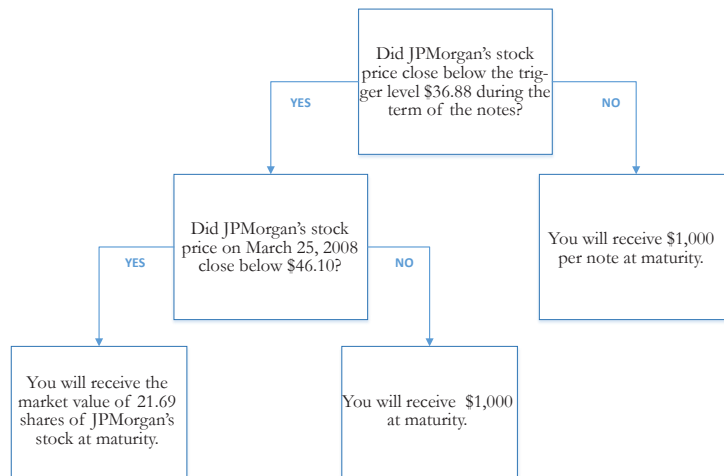 Did JPMorgan’s stock
price close below the trig-
ger level $36.88 during the
term of the notes?
YES
NO
Did JPMorgan’s stock
price on March 25, 2008
close below $46.10?
You will receive $1,000
per note at maturity.
YES
NO
You will receive the
market value of 21.69
shares of JPMorgan’s
stock at maturity.
You will receive $1,000
at maturity.